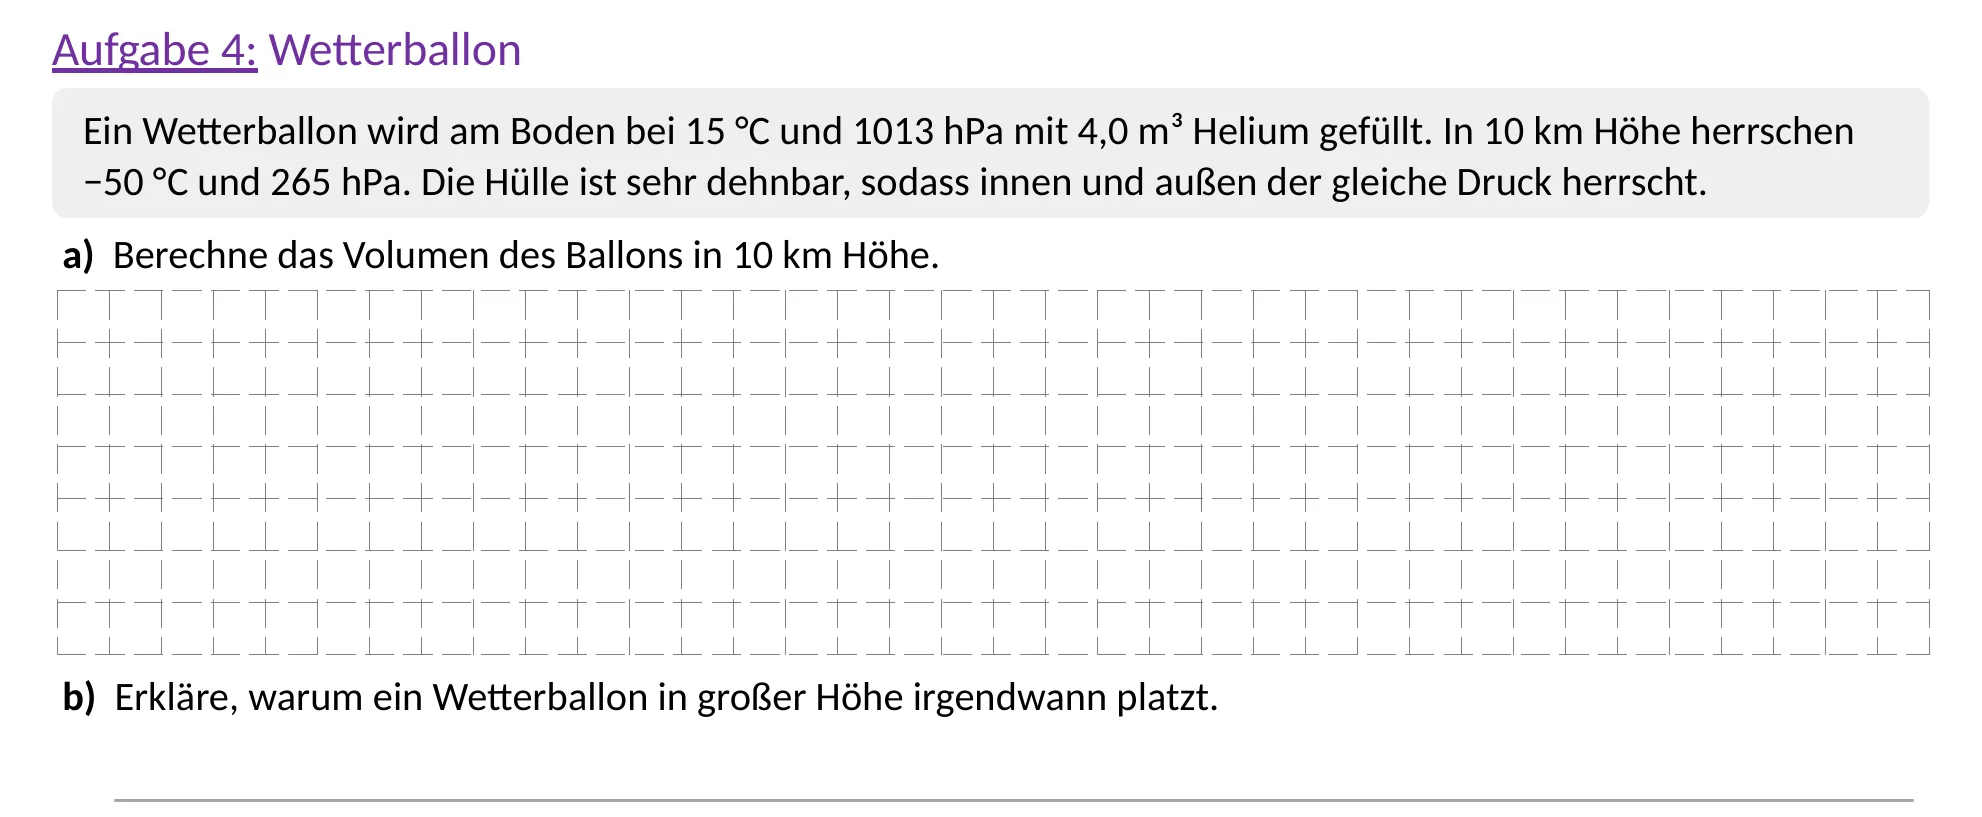 Aufgabe 4: Wetterballon
Ein Wetterballon wird am Boden bei 15 °C und 1013 hPa mit 4,0 m³ Helium gefüllt. In 10 km Höhe herrschen
−50 °C und 265 hPa. Die Hülle ist sehr dehnbar, sodass innen und außen der gleiche Druck herrscht.
a) Berechne das Volumen des Ballons in 10 km Höhe.
b) Erkläre, warum ein Wetterballon in großer Höhe irgendwann platzt.